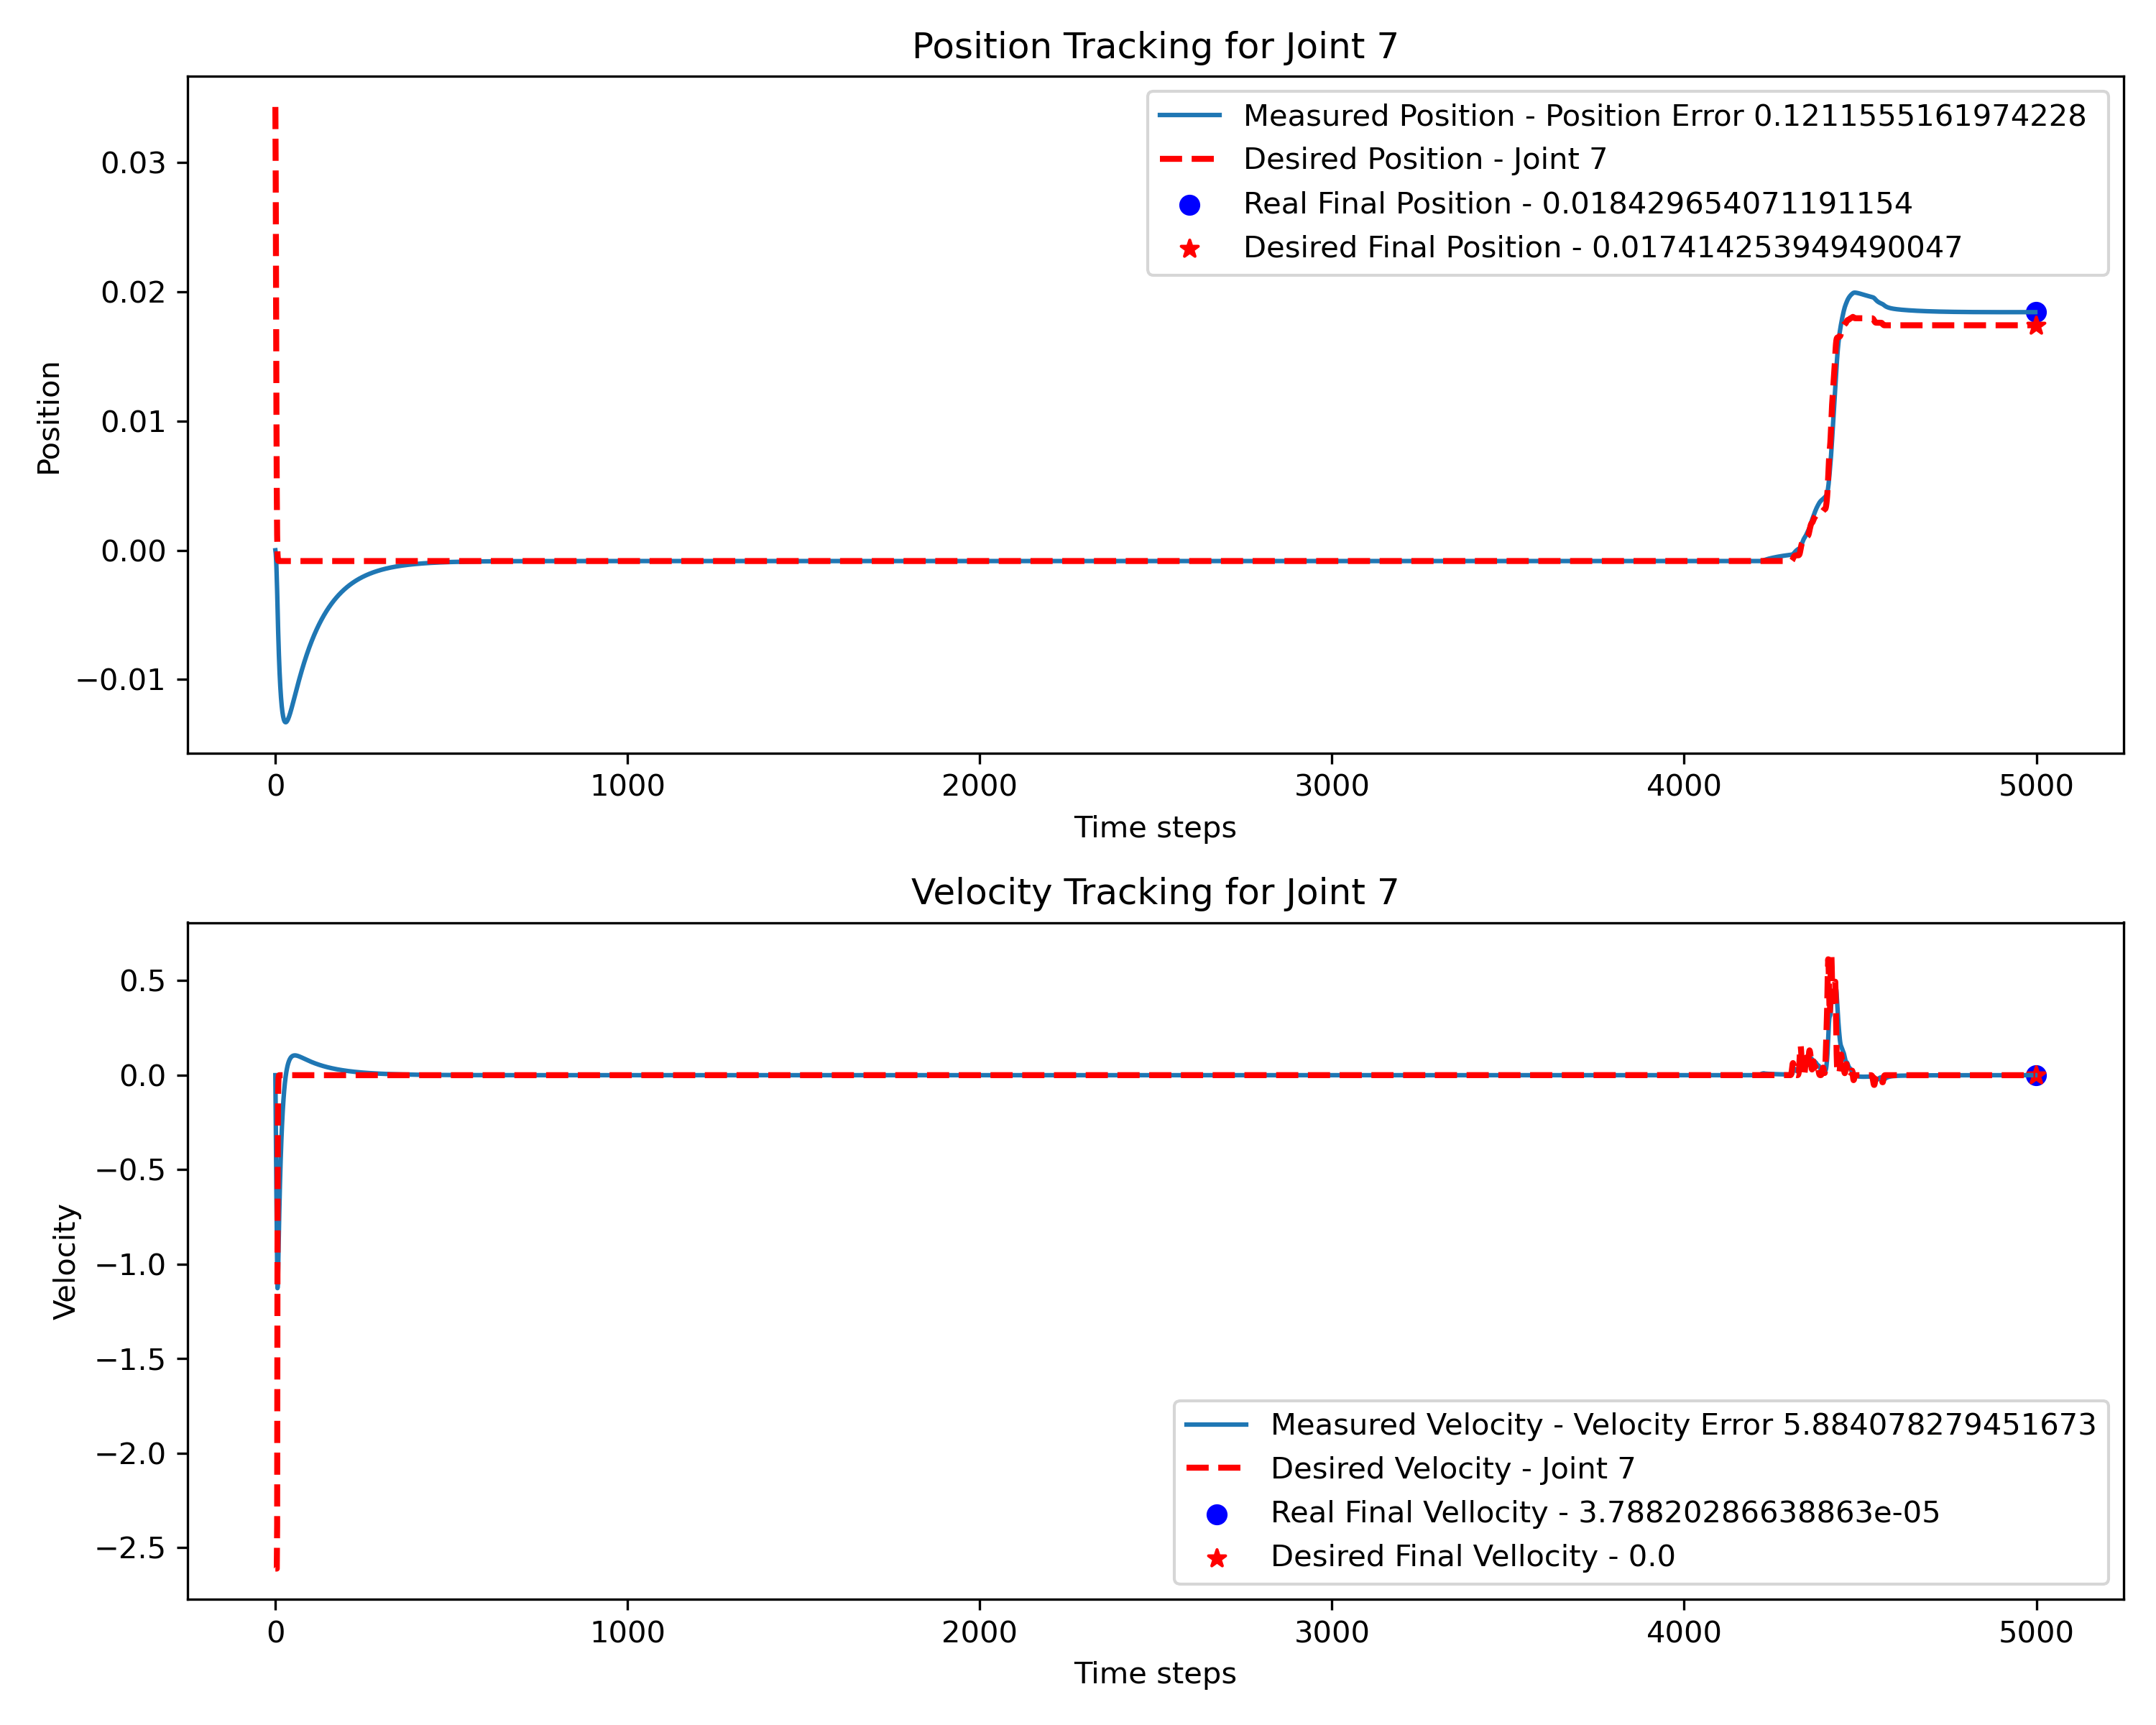 Position Tracking for Joint 7
Measured Position - Position Error 0.1211555161974228
Desired Position - Joint 7
Real Final Position - 0.018429654071191154
Desired Final Position - 0.017414253949490047
Position
0.03
0.02
0.01
0.00
−0.01
0 1000 2000 3000 4000 5000
Time steps
Velocity Tracking for Joint 7
Velocity
0.5
0.0
−0.5
−1.0
−1.5
−2.0
−2.5
Measured Velocity - Velocity Error 5.884078279451673
Desired Velocity - Joint 7
Real Final Vellocity - 3.78820286638863e-05
Desired Final Vellocity - 0.0
0 1000 2000 3000 4000 5000
Time steps